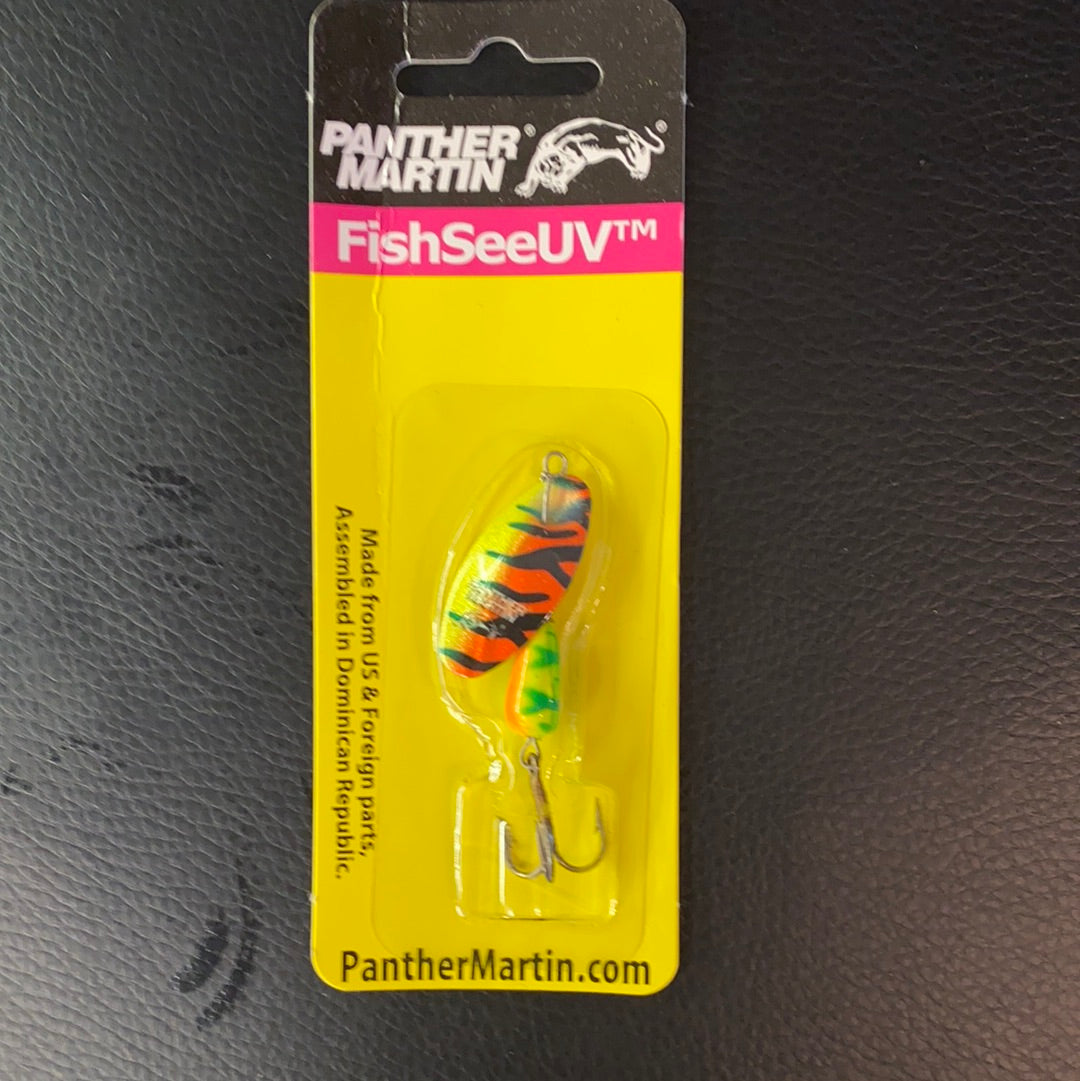 PANTHER ®
MARTIN ®
FishSeeUV™
Made from US & Foreign parts,
Assembled in Dominican Republic.
PantherMartin.com